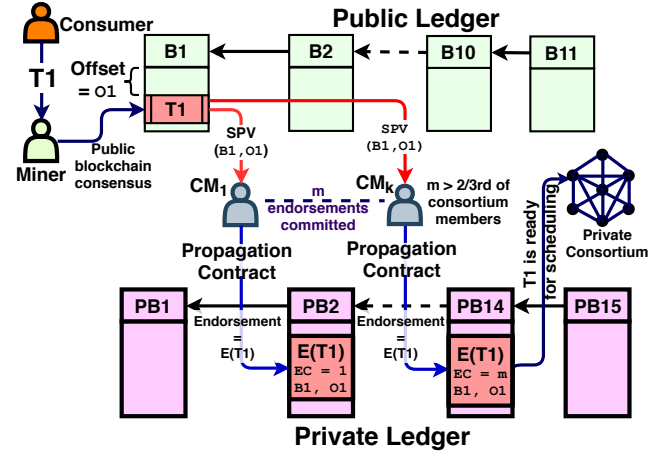 Public Ledger
Consumer
T1
Miner
Offset
= O1
B1
B2
B10
B11
T1
Public
blockchain
consensus
SPV
(B1,O1)
SPV
(B1,O1)
CM1
m
endorsements
committed
CMk
m > 2/3rd of
consortium
members
Private
Consortium
T1 is ready
for scheduling
Propagation
Contract
Propagation
Contract
PB1
PB2
PB14
PB15
Endorsement
=
E(T1)
Endorsement
=
E(T1)
E(T1)
EC = 1
B1, O1
E(T1)
EC = m
B1, O1
Private Ledger